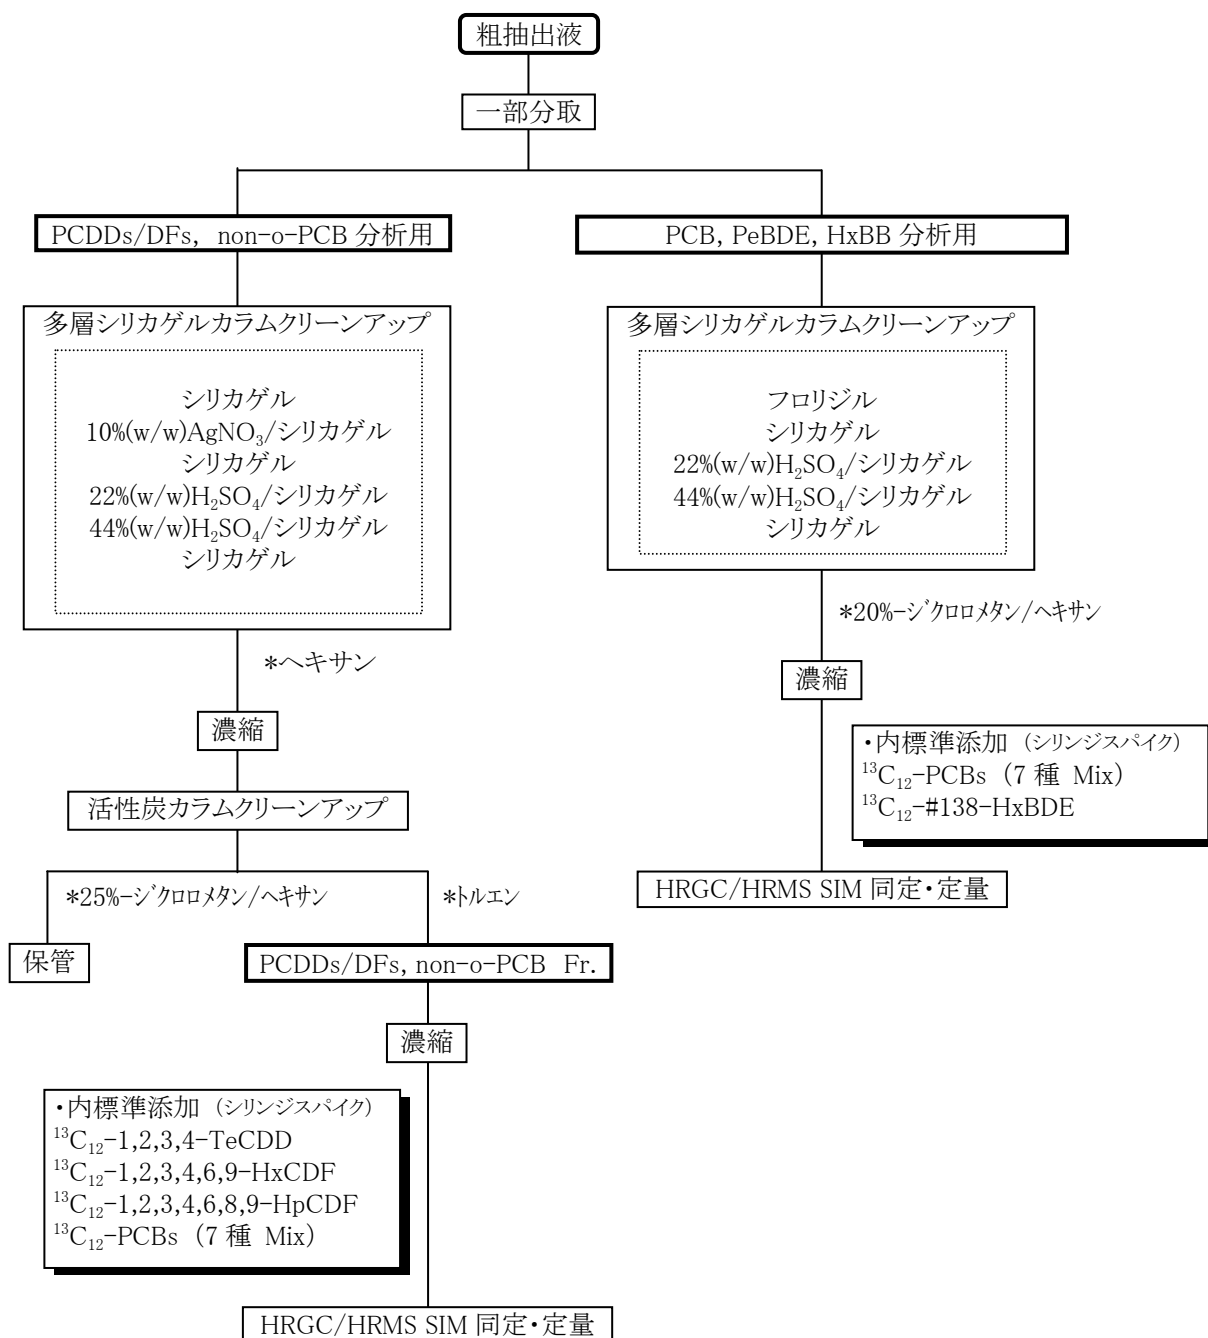 粗抽出液
一部分取
PCDDs/DFs, non-o-PCB 分析用
多層シリカゲルカラムクリーンアップ
シリカゲル
10%(w/w)AgNO₃/シリカゲル
シリカゲル
22%(w/w)H₂SO₄/シリカゲル
44%(w/w)H₂SO₄/シリカゲル
シリカゲル
*ヘキサン
濃縮
活性炭カラムクリーンアップ
*25%-ジクロロメタン/ヘキサン
*トルエン
保管
PCDDs/DFs, non-o-PCB Fr.
濃縮
・内標準添加 (シリンジスパイク)
¹³C₁₂-1,2,3,4-TeCDD
¹³C₁₂-1,2,3,4,6,9-HxCDF
¹³C₁₂-1,2,3,4,6,8,9-HpCDF
¹³C₁₂-PCBs (7 種 Mix)
HRGC/HRMS SIM 同定・定量
PCB, PeBDE, HxBB 分析用
多層シリカゲルカラムクリーンアップ
フロリジル
シリカゲル
22%(w/w)H₂SO₄/シリカゲル
44%(w/w)H₂SO₄/シリカゲル
シリカゲル
*20%-ジクロロメタン/ヘキサン
濃縮
・内標準添加 (シリンジスパイク)
¹³C₁₂-PCBs (7 種 Mix)
¹³C₁₂-#138-HxBDE
HRGC/HRMS SIM 同定・定量